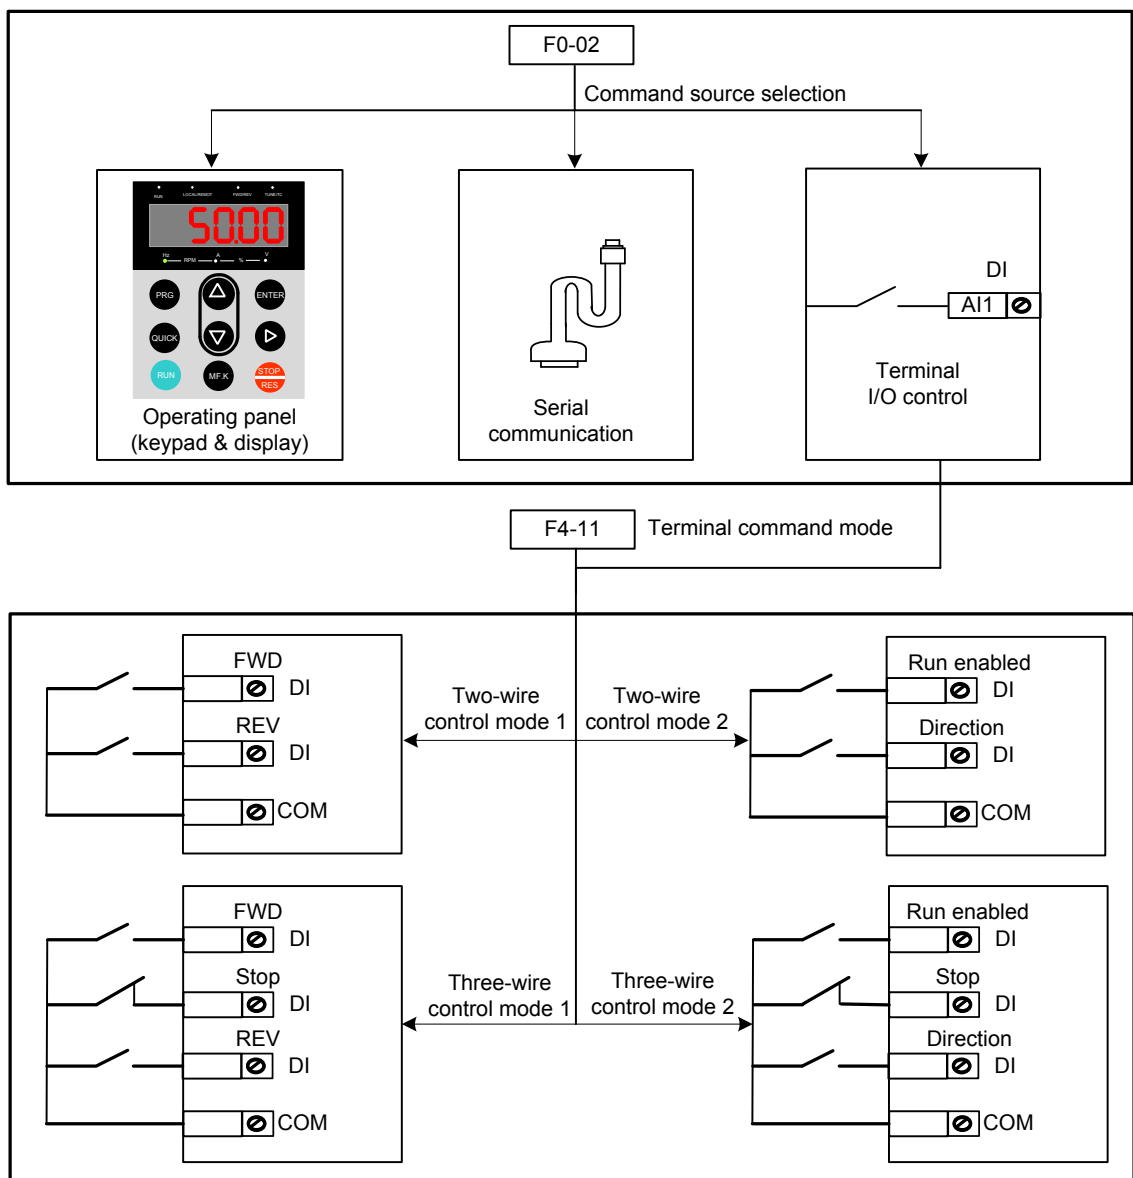 F0-02
Command source selection
RUN LOCAL/REMOT FWD/REV TUNE/TC
50.00
Hz RPM A % V
PRG ENTER
QUICK
RUN MF.K STOP
RES
Operating panel
(keypad & display)
Serial
communication
DI
AI1
Terminal
I/O control
F4-11
Terminal command mode
FWD
DI
REV
DI
COM
Two-wire
control mode 1
Two-wire
control mode 2
Run enabled
DI
Direction
DI
COM
FWD
DI
Stop
DI
REV
DI
COM
Three-wire
control mode 1
Three-wire
control mode 2
Run enabled
DI
Stop
DI
Direction
DI
COM